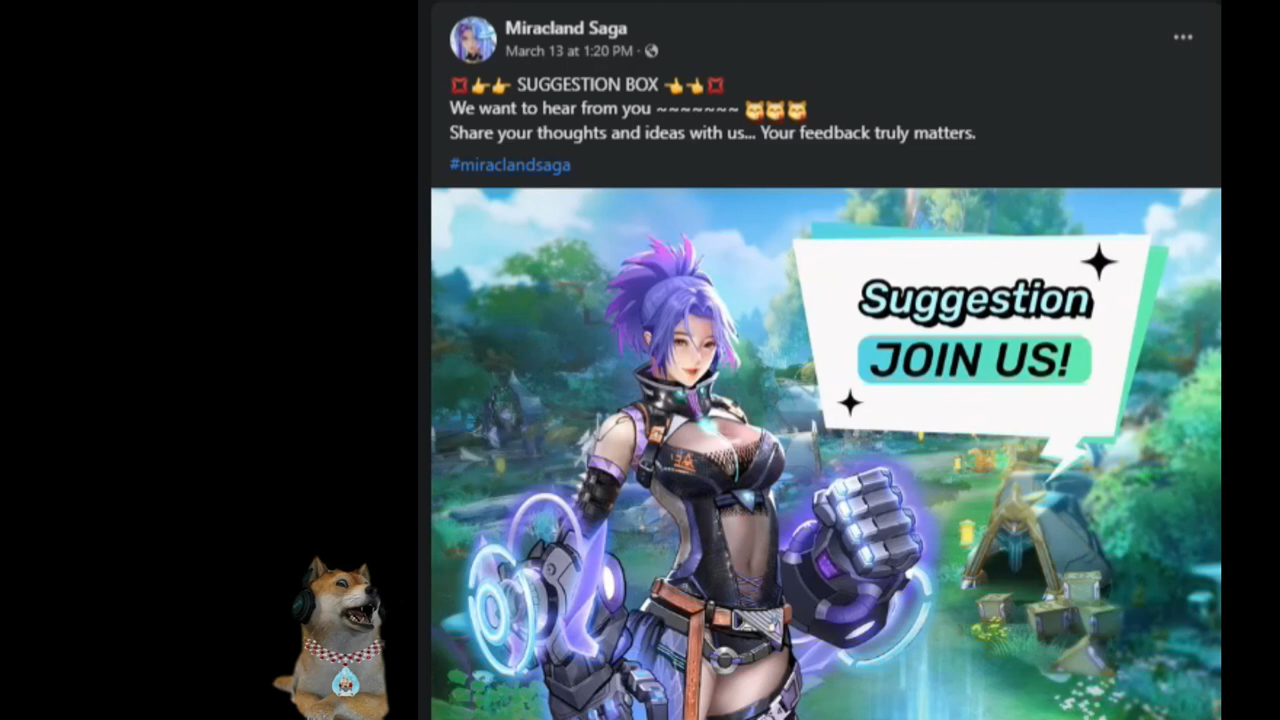 Miracland Saga
March 13 at 1:20 PM ·
💢👉👉 SUGGESTION BOX 👈👈💢
We want to hear from you ~~~~~~~ 😽😽😽
Share your thoughts and ideas with us... Your feedback truly matters.
#miraclandsaga
Suggestion
JOIN US!